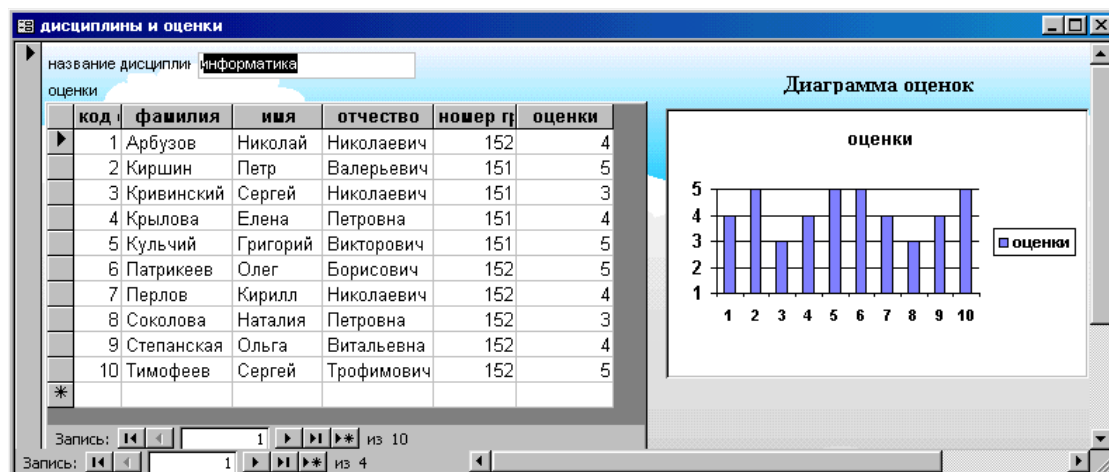 дисциплины и оценки
название дисциплин информатика
оценки
код фамилия имя отчество номер гр оценки
1 Арбузов Николай Николаевич 152 4
2 Киршин Петр Валерьевич 151 5
3 Кривинский Сергей Николаевич 151 3
4 Крылова Елена Петровна 151 4
5 Кульчий Григорий Викторович 151 5
6 Патрикеев Олег Борисович 152 5
7 Перлов Кирилл Николаевич 152 4
8 Соколова Наталия Петровна 152 3
9 Степанская Ольга Витальевна 152 4
10 Тимофеев Сергей Трофимович 152 5
Запись: 1 из 10
Запись: 1 из 4
Диаграмма оценок
оценки
5
4
3
2
1
1 2 3 4 5 6 7 8 9 10
оценки